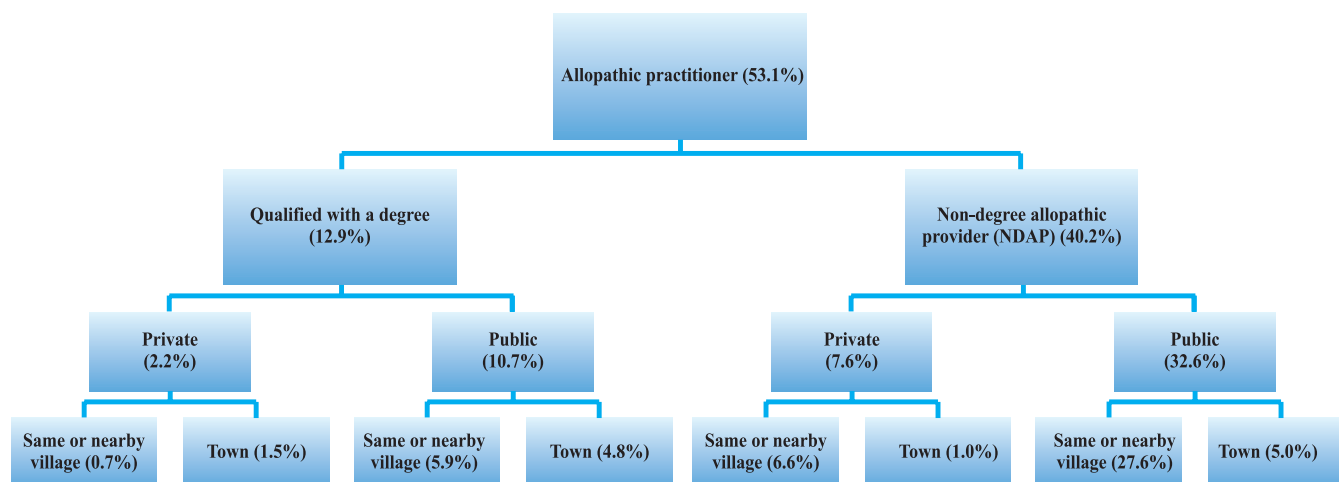 Allopathic practitioner (53.1%)
Qualified with a degree
(12.9%)
Non-degree allopathic
provider (NDAP) (40.2%)
Private
(2.2%)
Public
(10.7%)
Private
(7.6%)
Public
(32.6%)
Same or nearby
village (0.7%)
Town (1.5%)
Same or nearby
village (5.9%)
Town (4.8%)
Same or nearby
village (6.6%)
Town (1.0%)
Same or nearby
village (27.6%)
Town (5.0%)